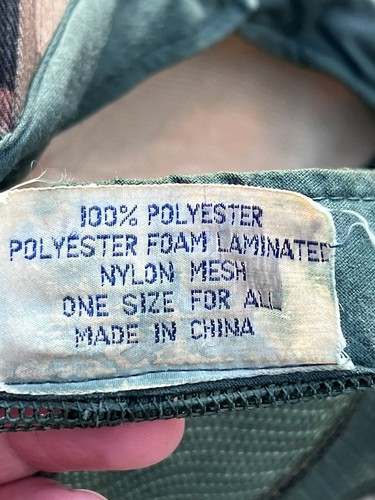 100% POLYESTER
POLYESTER FOAM LAMINATED
NYLON MESH
ONE SIZE FOR ALL
MADE IN CHINA